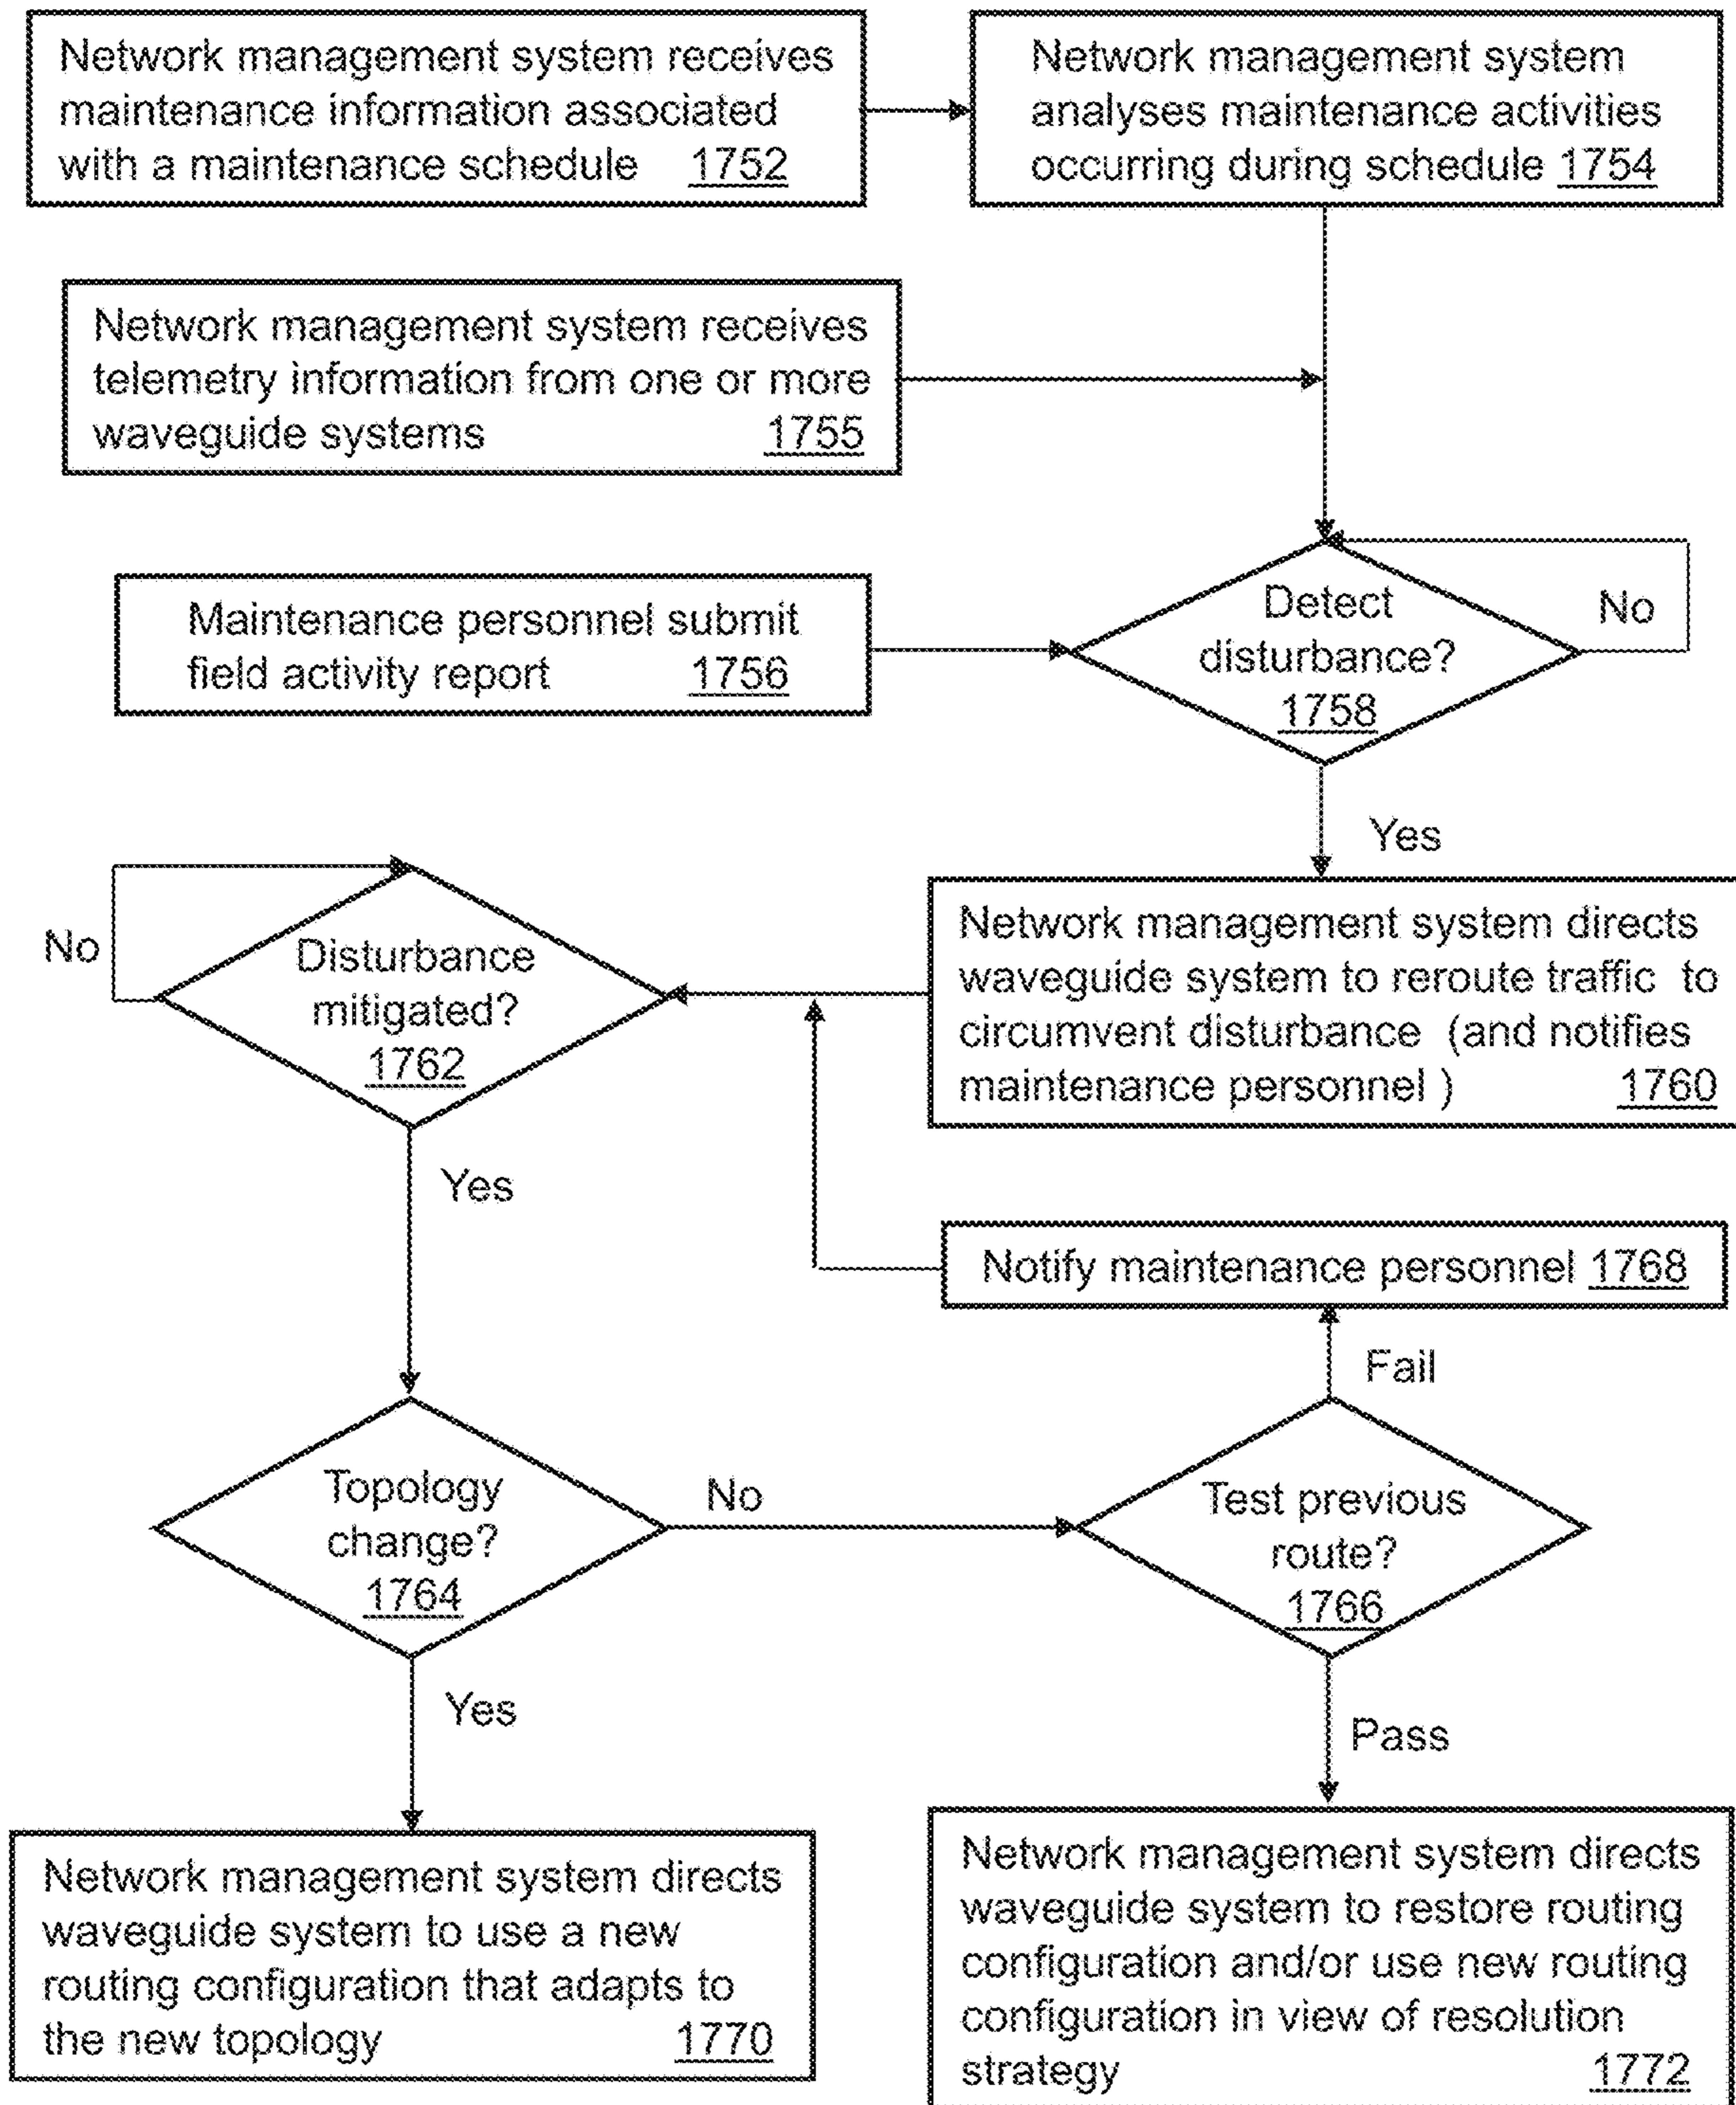 Network management system receives
maintenance information associated
with a maintenance schedule 1752
Network management system
analyses maintenance activities
occurring during schedule 1754
Network management system receives
telemetry information from one or more
waveguide systems 1755
Maintenance personnel submit
field activity report 1756
Detect
disturbance?
1758
No
Yes
Network management system directs
waveguide system to reroute traffic to
circumvent disturbance (and notifies
maintenance personnel ) 1760
Disturbance
mitigated?
1762
No
Yes
Notify maintenance personnel 1768
Fail
Topology
change?
1764
No
Test previous
route?
1766
Yes
Pass
Network management system directs
waveguide system to use a new
routing configuration that adapts to
the new topology 1770
Network management system directs
waveguide system to restore routing
configuration and/or use new routing
configuration in view of resolution
strategy 1772